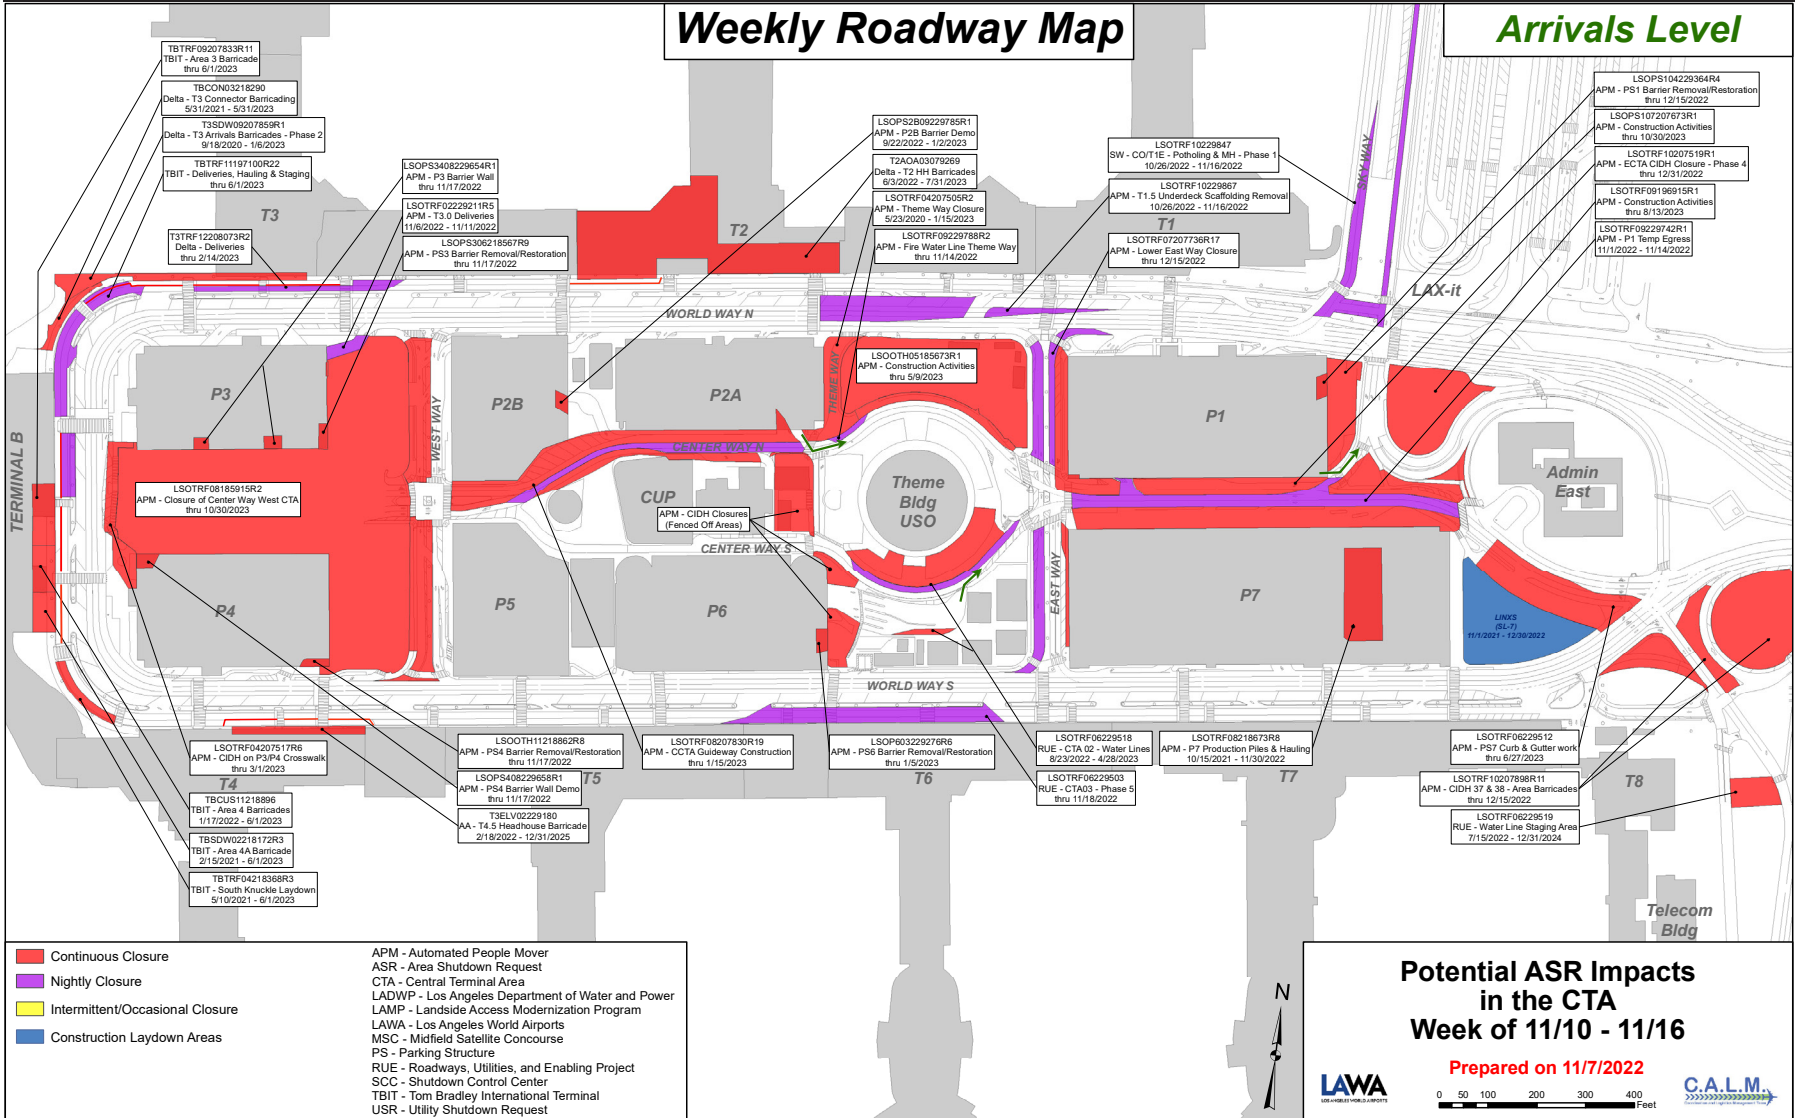 Weekly Roadway Map
Arrivals Level
TBTRF09207833R11
TBIT - Area 3 Barricade
thru 6/1/2023
TBCON03218290
Delta - T3 Connector Barricading
5/31/2021 - 5/31/2023
T3SDW09207859R1
Delta - T3 Arrivals Barricades - Phase 2
9/18/2020 - 1/6/2023
TBTRF11197100R22
TBIT - Deliveries, Hauling & Staging
thru 6/1/2023
T3TRF12208073R2
Delta - Deliveries
thru 2/14/2023
LSOPS3408229654R1
APM - P3 Barrier Wall
thru 11/17/2022
LSOTRF02229211R5
APM - T3.0 Deliveries
11/6/2022 - 11/11/2022
LSOPS306218567R9
APM - PS3 Barrier Removal/Restoration
thru 11/17/2022
LSOPS2B09229785R1
APM - P2B Barrier Demo
9/22/2022 - 1/2/2023
T2AOA03079269
Delta - T2 HH Barricades
6/3/2022 - 7/31/2023
LSOTRF04207505R2
APM - Theme Way Closure
5/23/2020 - 1/15/2023
LSOTRF09229788R2
APM - Fire Water Line Theme Way
thru 11/14/2022
LSOTRF10229847
SW - CO/T1E - Potholing & MH - Phase 1
10/26/2022 - 11/16/2022
LSOTRF10229867
APM - T1.5 Underdeck Scaffolding Removal
10/26/2022 - 11/16/2022
LSOTRF07207736R17
APM - Lower East Way Closure
thru 12/15/2022
LSOPS104229364R4
APM - PS1 Barrier Removal/Restoration
thru 12/15/2022
LSOPS107207673R1
APM - Construction Activities
thru 10/30/2023
LSOTRF10207519R1
APM - ECTA CIDH Closure - Phase 4
thru 12/31/2022
LSOTRF09196915R1
APM - Construction Activities
thru 8/13/2023
LSOTRF09229742R1
APM - P1 Temp Egress
11/1/2022 - 11/14/2022
T3
T2
T1
SKY WAY
LAX-it
WORLD WAY N
LSOOTH05185673R1
APM - Construction Activities
thru 5/9/2023
THEME WAY
P3
P2B
P2A
P1
WEST WAY
CENTER WAY N
TERMINAL B
LSOTRF08185915R2
APM - Closure of Center Way West CTA
thru 10/30/2023
CUP
APM - CIDH Closures
(Fenced Off Areas)
Theme
Bldg
USO
Admin
East
CENTER WAY S
EAST WAY
P4
P5
P6
P7
LINXS
(SL-7)
11/1/2021 - 12/30/2022
WORLD WAY S
LSOTRF04207517R6
APM - CIDH on P3/P4 Crosswalk
thru 3/1/2023
T4
TBCUS11218896
TBIT - Area 4 Barricades
1/17/2022 - 6/1/2023
TBSDW02218172R3
TBIT - Area 4A Barricade
2/15/2021 - 6/1/2023
TBTRF04218368R3
TBIT - South Knuckle Laydown
5/10/2021 - 6/1/2023
LSOOTH11218862R8
APM - PS4 Barrier Removal/Restoration
thru 11/17/2022
LSOPS408229658R1
APM - PS4 Barrier Wall Demo
thru 11/17/2022
T3ELV02229180
AA - T4.5 Headhouse Barricade
2/18/2022 - 12/31/2025
T5
LSOTRF08207830R19
APM - CCTA Guideway Construction
thru 1/15/2023
LSOP603229276R6
APM - PS6 Barrier Removal/Restoration
thru 1/5/2023
T6
LSOTRF06229518
RUE - CTA 02 - Water Lines
8/23/2022 - 4/28/2023
LSOTRF06229503
RUE - CTA03 - Phase 5
thru 11/18/2022
LSOTRF08218673R8
APM - P7 Production Piles & Hauling
10/15/2021 - 11/30/2022
T7
LSOTRF06229512
APM - PS7 Curb & Gutter work
thru 6/27/2023
LSOTRF10207898R11
APM - CIDH 37 & 38 - Area Barricades
thru 12/15/2022
LSOTRF06229519
RUE - Water Line Staging Area
7/15/2022 - 12/31/2024
T8
Telecom
Bldg
Continuous Closure
Nightly Closure
Intermittent/Occasional Closure
Construction Laydown Areas
APM - Automated People Mover
ASR - Area Shutdown Request
CTA - Central Terminal Area
LADWP - Los Angeles Department of Water and Power
LAMP - Landside Access Modernization Program
LAWA - Los Angeles World Airports
MSC - Midfield Satellite Concourse
PS - Parking Structure
RUE - Roadways, Utilities, and Enabling Project
SCC - Shutdown Control Center
TBIT - Tom Bradley International Terminal
USR - Utility Shutdown Request
N
Potential ASR Impacts
in the CTA
Week of 11/10 - 11/16
Prepared on 11/7/2022
LAWA
LOS ANGELES WORLD AIRPORTS
0 50 100 200 300 400
Feet
C.A.L.M.